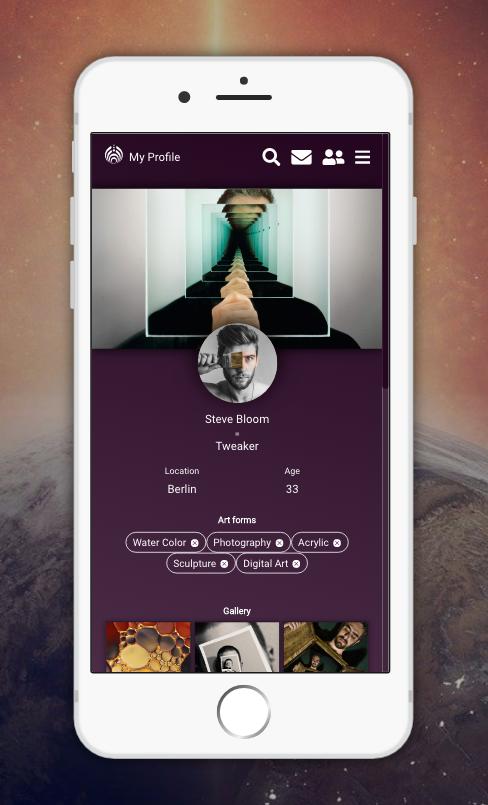 My Profile
Steve Bloom
Tweaker
Location Age
Berlin 33
Art forms
Water Color Photography Acrylic
Sculpture Digital Art
Gallery